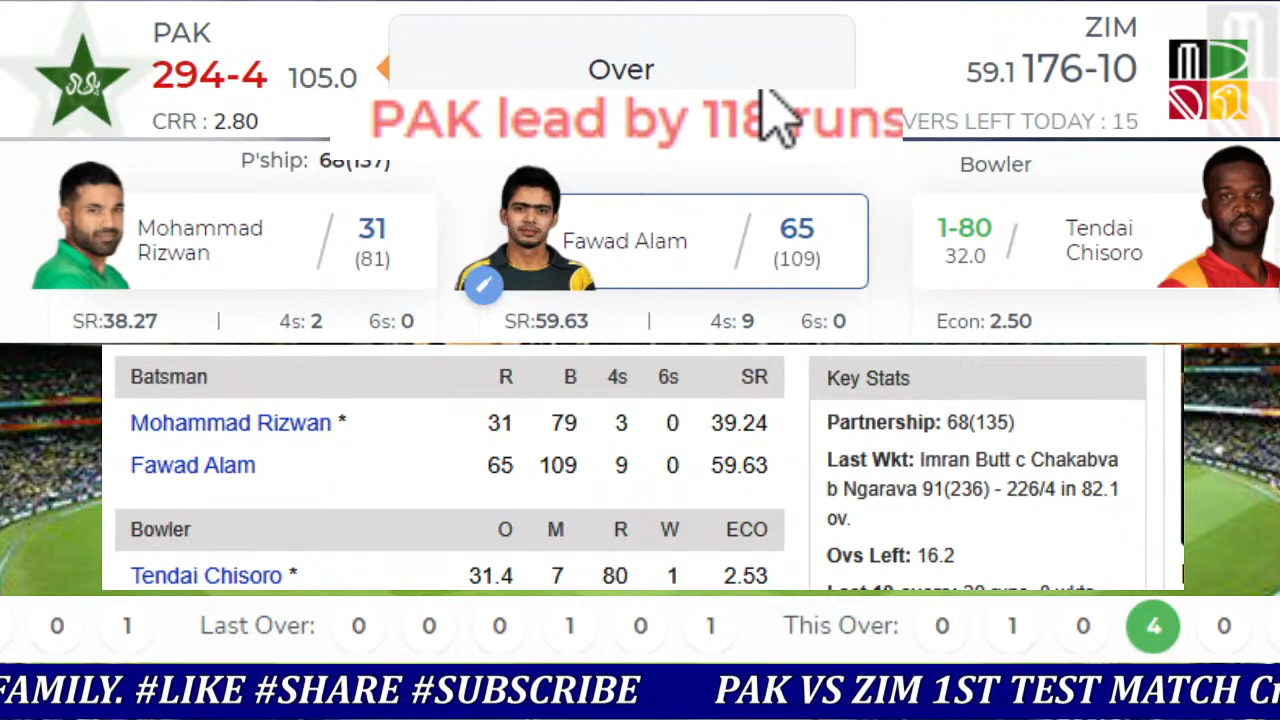 PAK
294-4 105.0
CRR : 2.80
Over
PAK lead by 118 runs
ZIM
59.1 176-10
VERS LEFT TODAY : 15
P'ship: 68(137)
Mohammad Rizwan
31
(81)
SR:38.27 | 4s: 2 6s: 0
Fawad Alam
65
(109)
SR:59.63 | 4s: 9 6s: 0
Bowler
1-80
32.0
Tendai Chisoro
Econ: 2.50
Batsman R B 4s 6s SR
Mohammad Rizwan * 31 79 3 0 39.24
Fawad Alam 65 109 9 0 59.63
Bowler O M R W ECO
Tendai Chisoro * 31.4 7 80 1 2.53
Key Stats
Partnership: 68(135)
Last Wkt: Imran Butt c Chakabva
b Ngarava 91(236) - 226/4 in 82.1
ov.
Ovs Left: 16.2
0 1 Last Over: 0 0 0 1 0 1 This Over: 0 1 0 4 0
FAMILY. #LIKE #SHARE #SUBSCRIBE PAK VS ZIM 1ST TEST MATCH